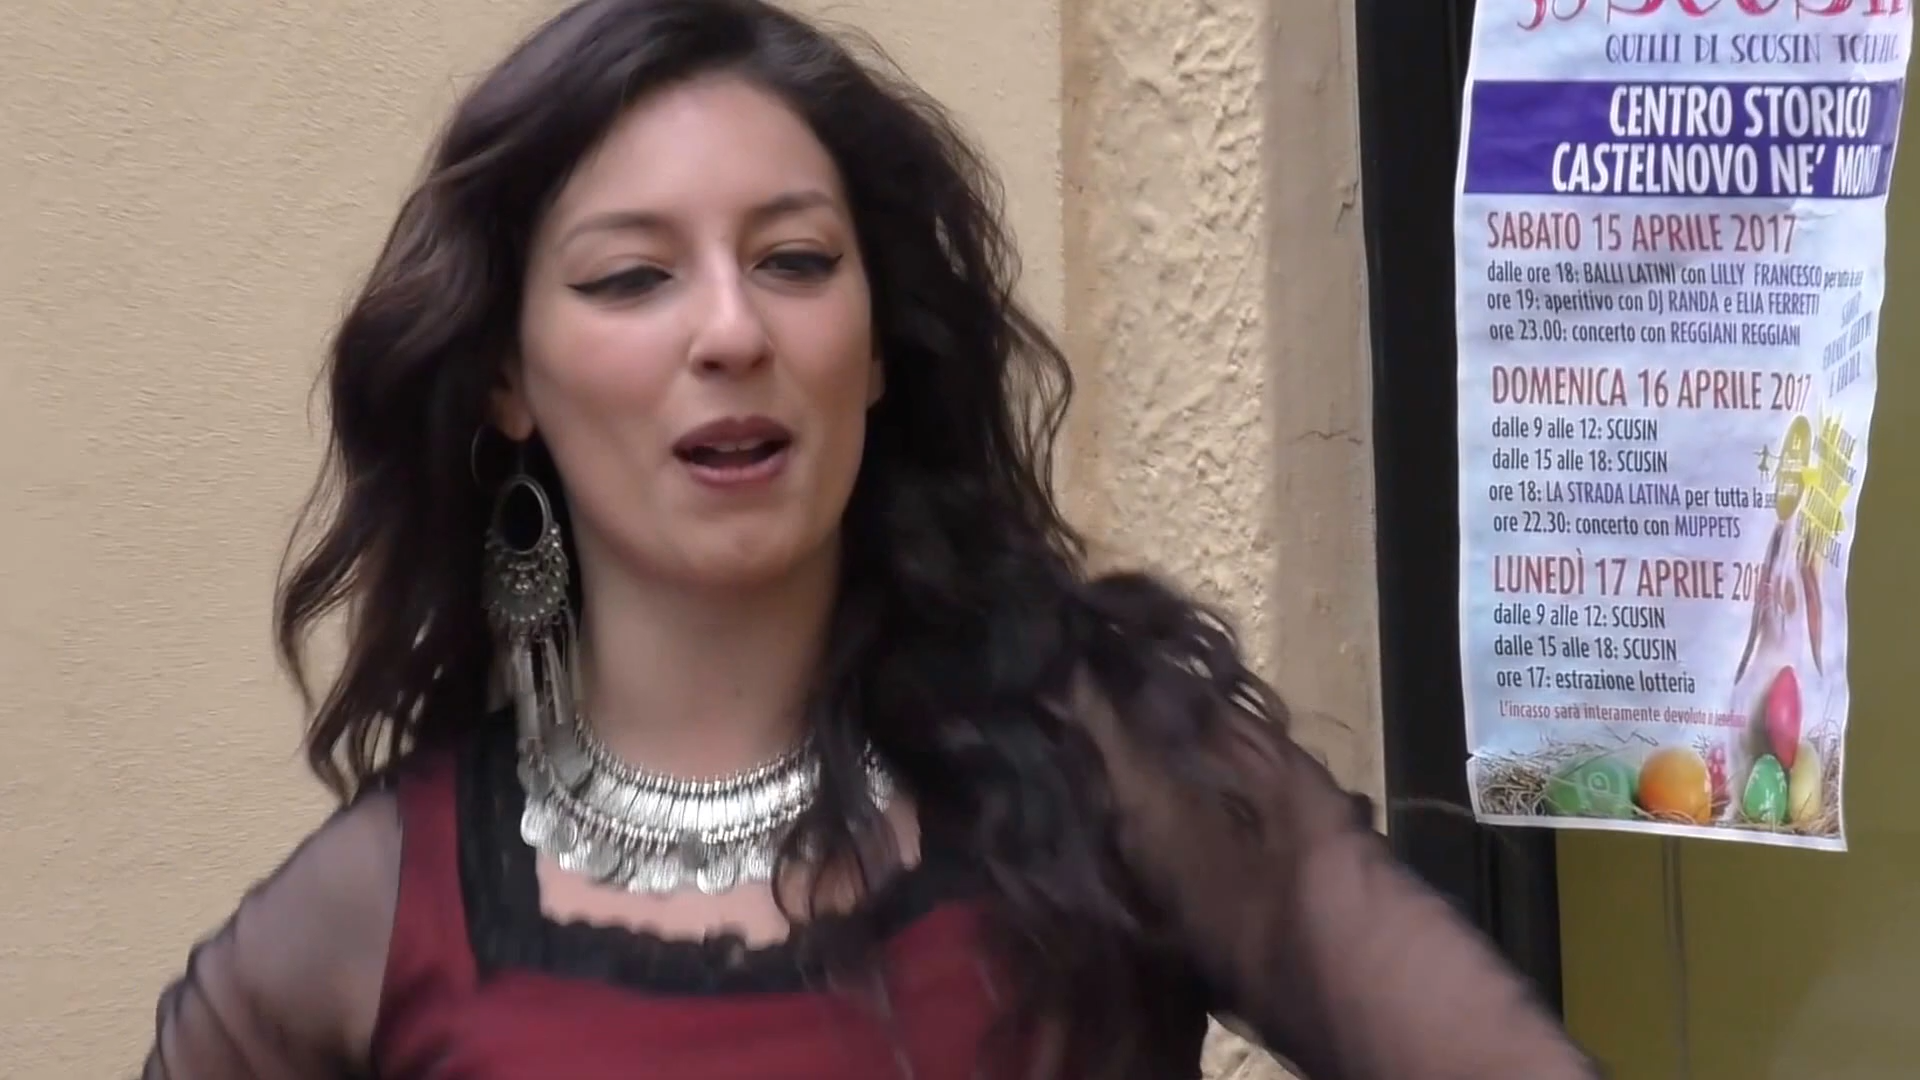 QUELLI DI SCUSIN
CENTRO STORICO
CASTELNOVO NE' MONTI
SABATO 15 APRILE 2017
dalle ore 18: BALLI LATINI con LILLY FRANCESCO
ore 19: aperitivo con DJ RANDA e ELIA FERRETTI
ore 23.00: concerto con REGGIANI REGGIANI
DOMENICA 16 APRILE 2017
dalle 9 alle 12: SCUSIN
dalle 15 alle 18: SCUSIN
ore 18: LA STRADA LATINA per tutta la
ore 22.30: concerto con MUPPETS
LUNEDÌ 17 APRILE 201
dalle 9 alle 12: SCUSIN
dalle 15 alle 18: SCUSIN
ore 17: estrazione lotteria
L'incasso sarà interamente devoluto